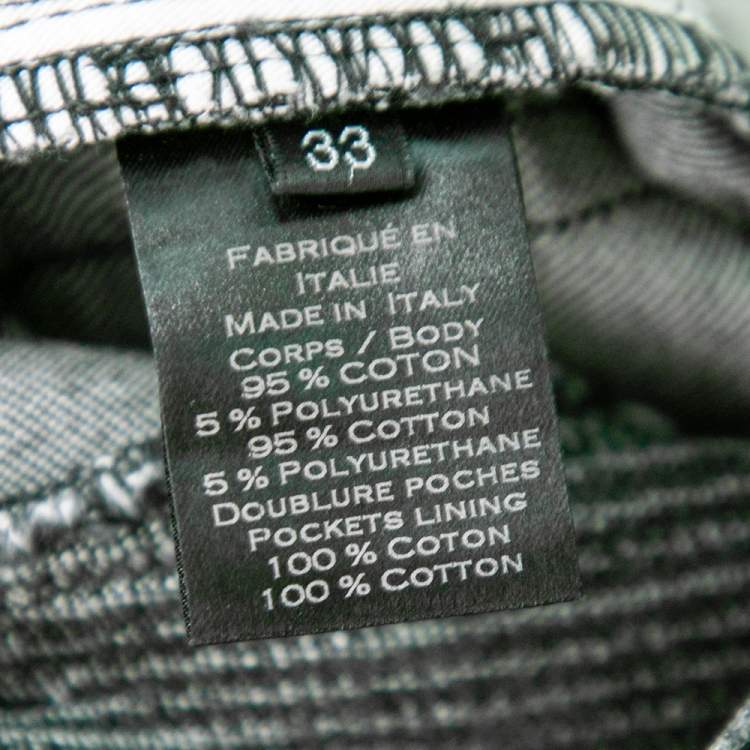 33
FABRIQUÉ EN
ITALIE
MADE IN ITALY
CORPS / BODY
95 % COTON
5 % POLYURETHANE
95 % COTTON
5 % POLYURETHANE
DOUBLURE POCHES
POCKETS LINING
100 % COTON
100 % COTTON